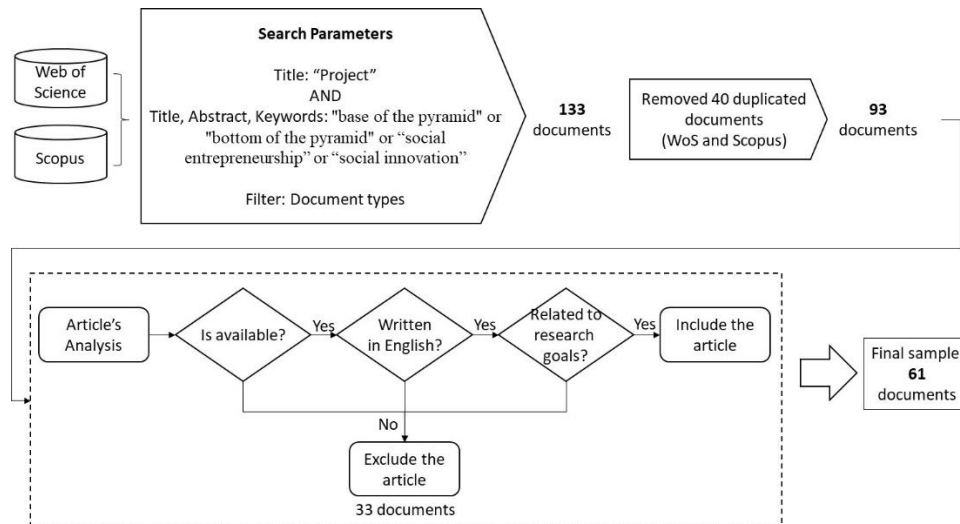 Web of
Science
Scopus
Search Parameters
Title: “Project”
AND
Title, Abstract, Keywords: "base of the pyramid" or
"bottom of the pyramid" or “social
entrepreneurship” or “social innovation”
Filter: Document types
133
documents
Removed 40 duplicated
documents
(WoS and Scopus)
93
documents
Article’s
Analysis
Is available?
Yes
Written
in English?
Yes
Related to
research
goals?
Yes
Include the
article
No
Exclude the
article
33 documents
Final sample
61
documents